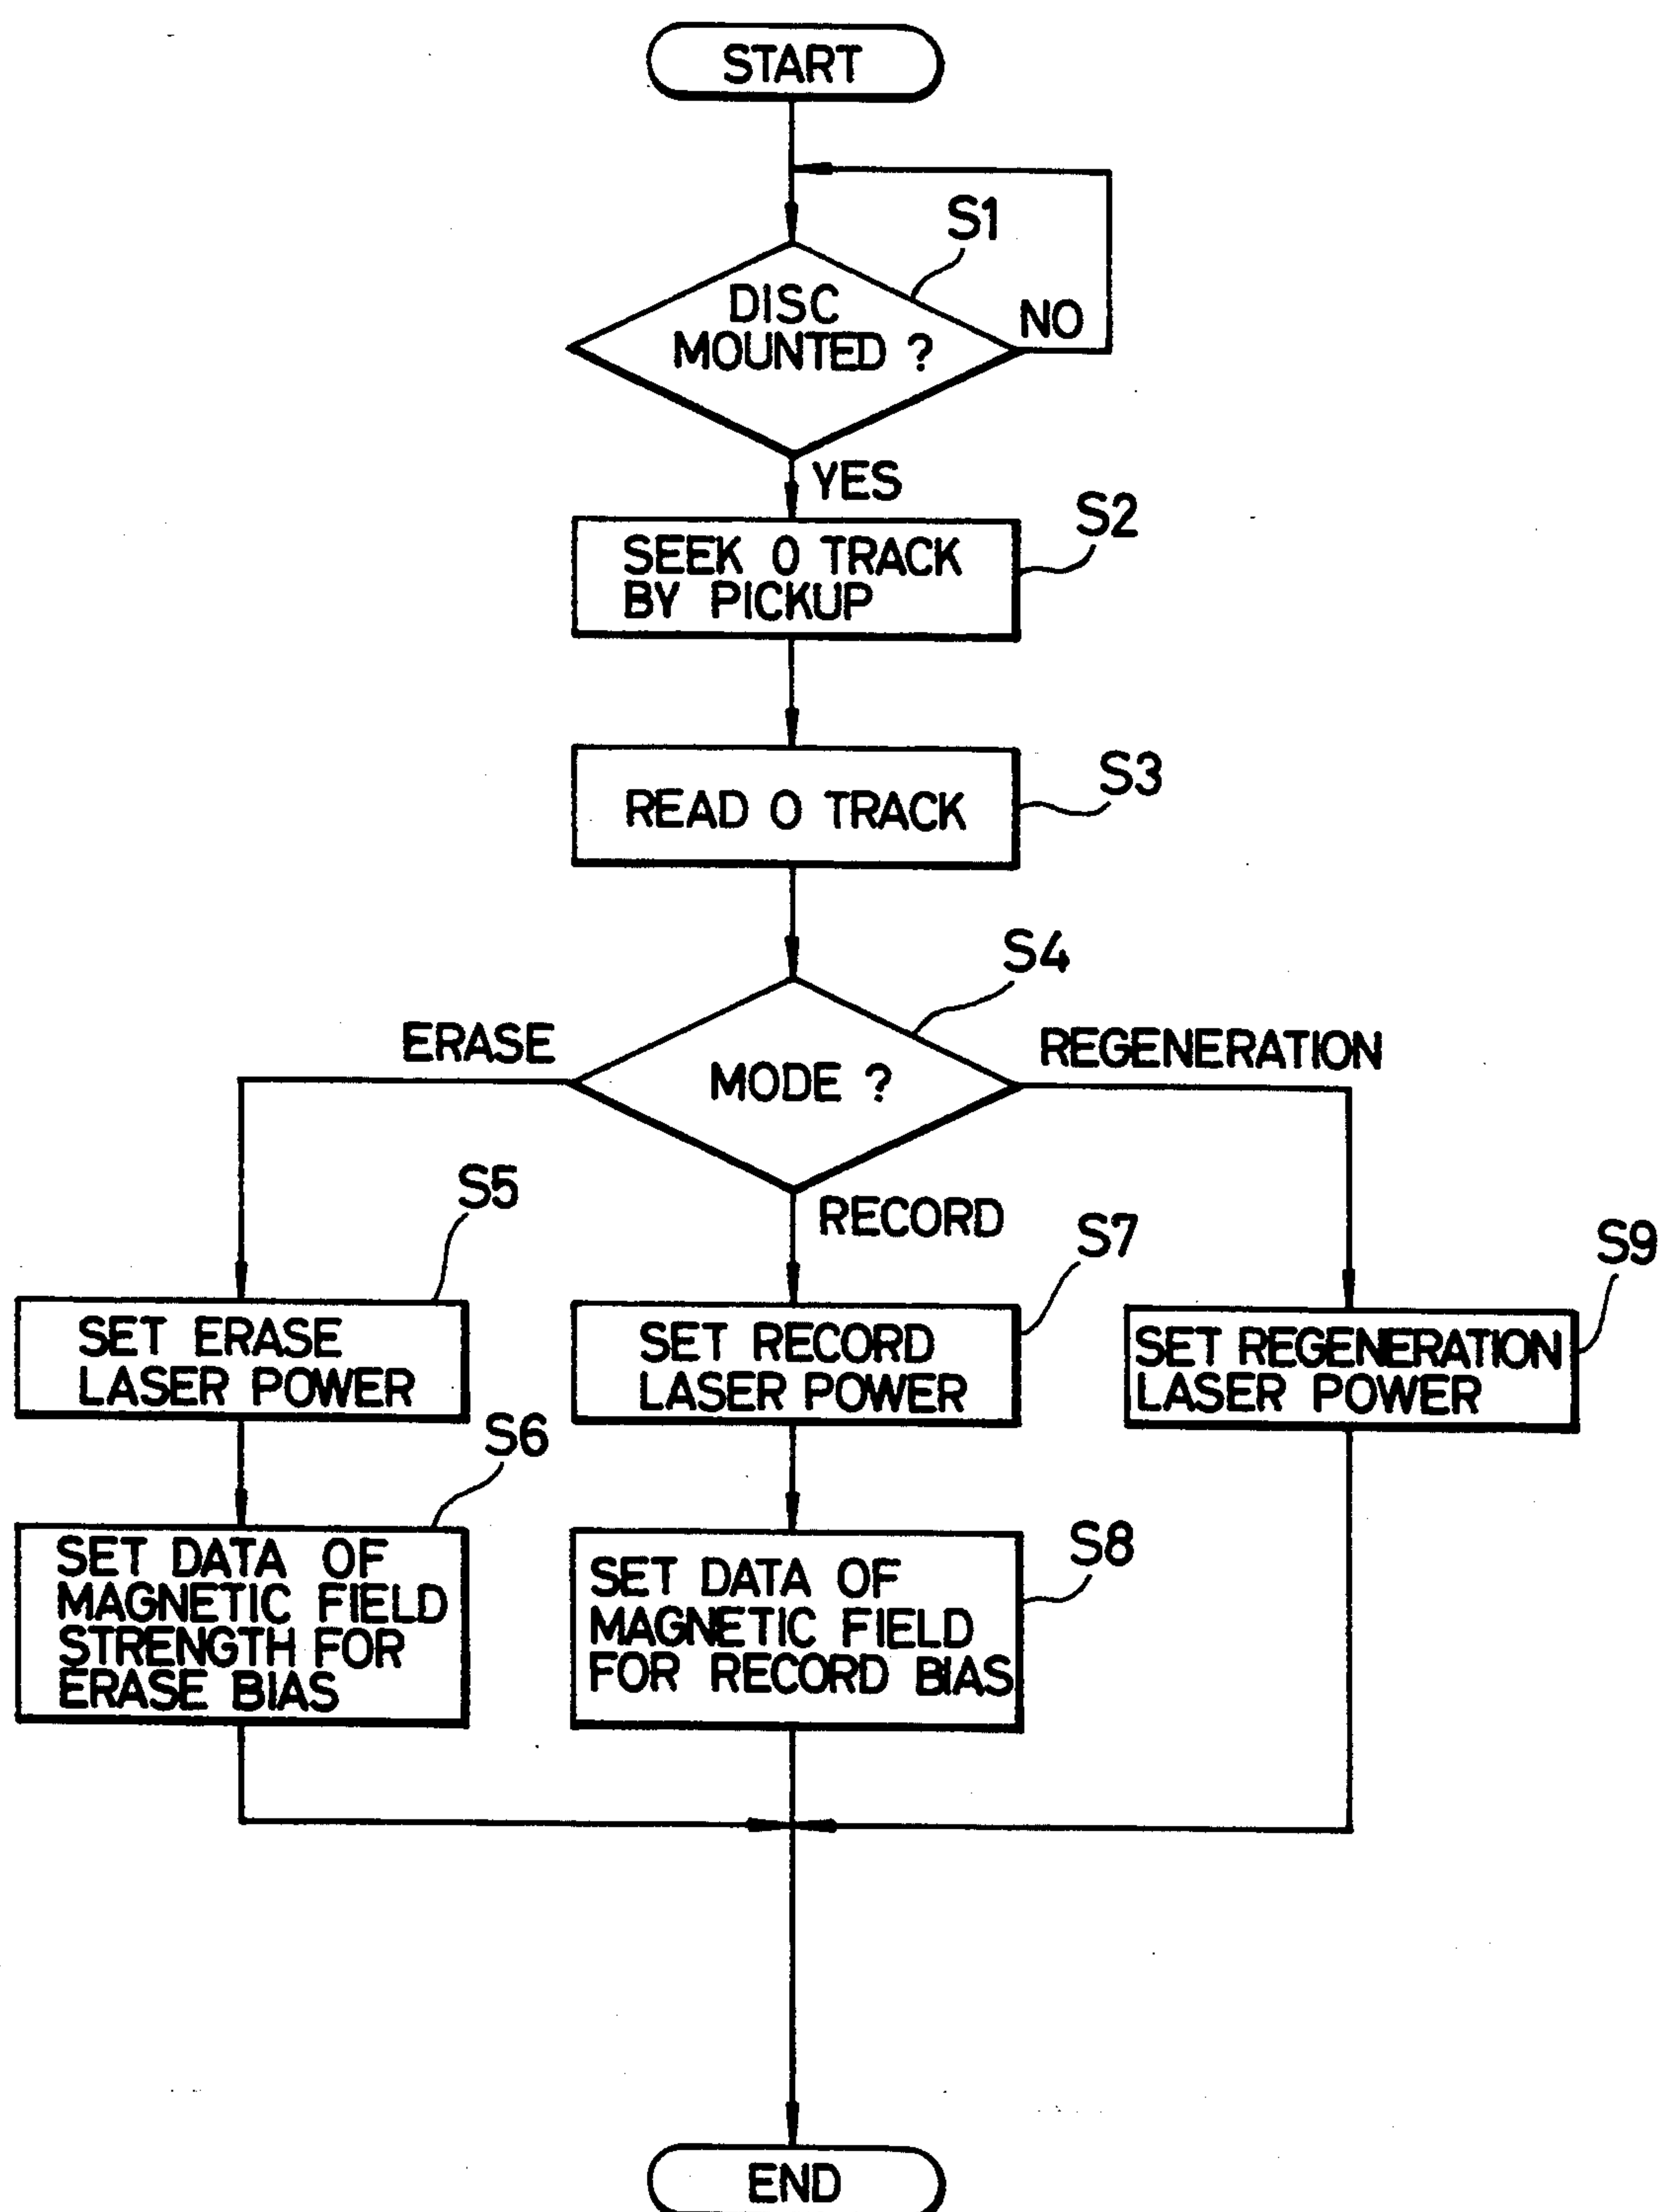 START
S1
DISC
MOUNTED ?
NO
YES
S2
SEEK 0 TRACK
BY PICKUP
S3
READ 0 TRACK
S4
ERASE
MODE ?
REGENERATION
S5
RECORD
S7
S9
SET ERASE
LASER POWER
SET RECORD
LASER POWER
SET REGENERATION
LASER POWER
S6
S8
SET DATA OF
MAGNETIC FIELD
STRENGTH FOR
ERASE BIAS
SET DATA OF
MAGNETIC FIELD
FOR RECORD BIAS
END